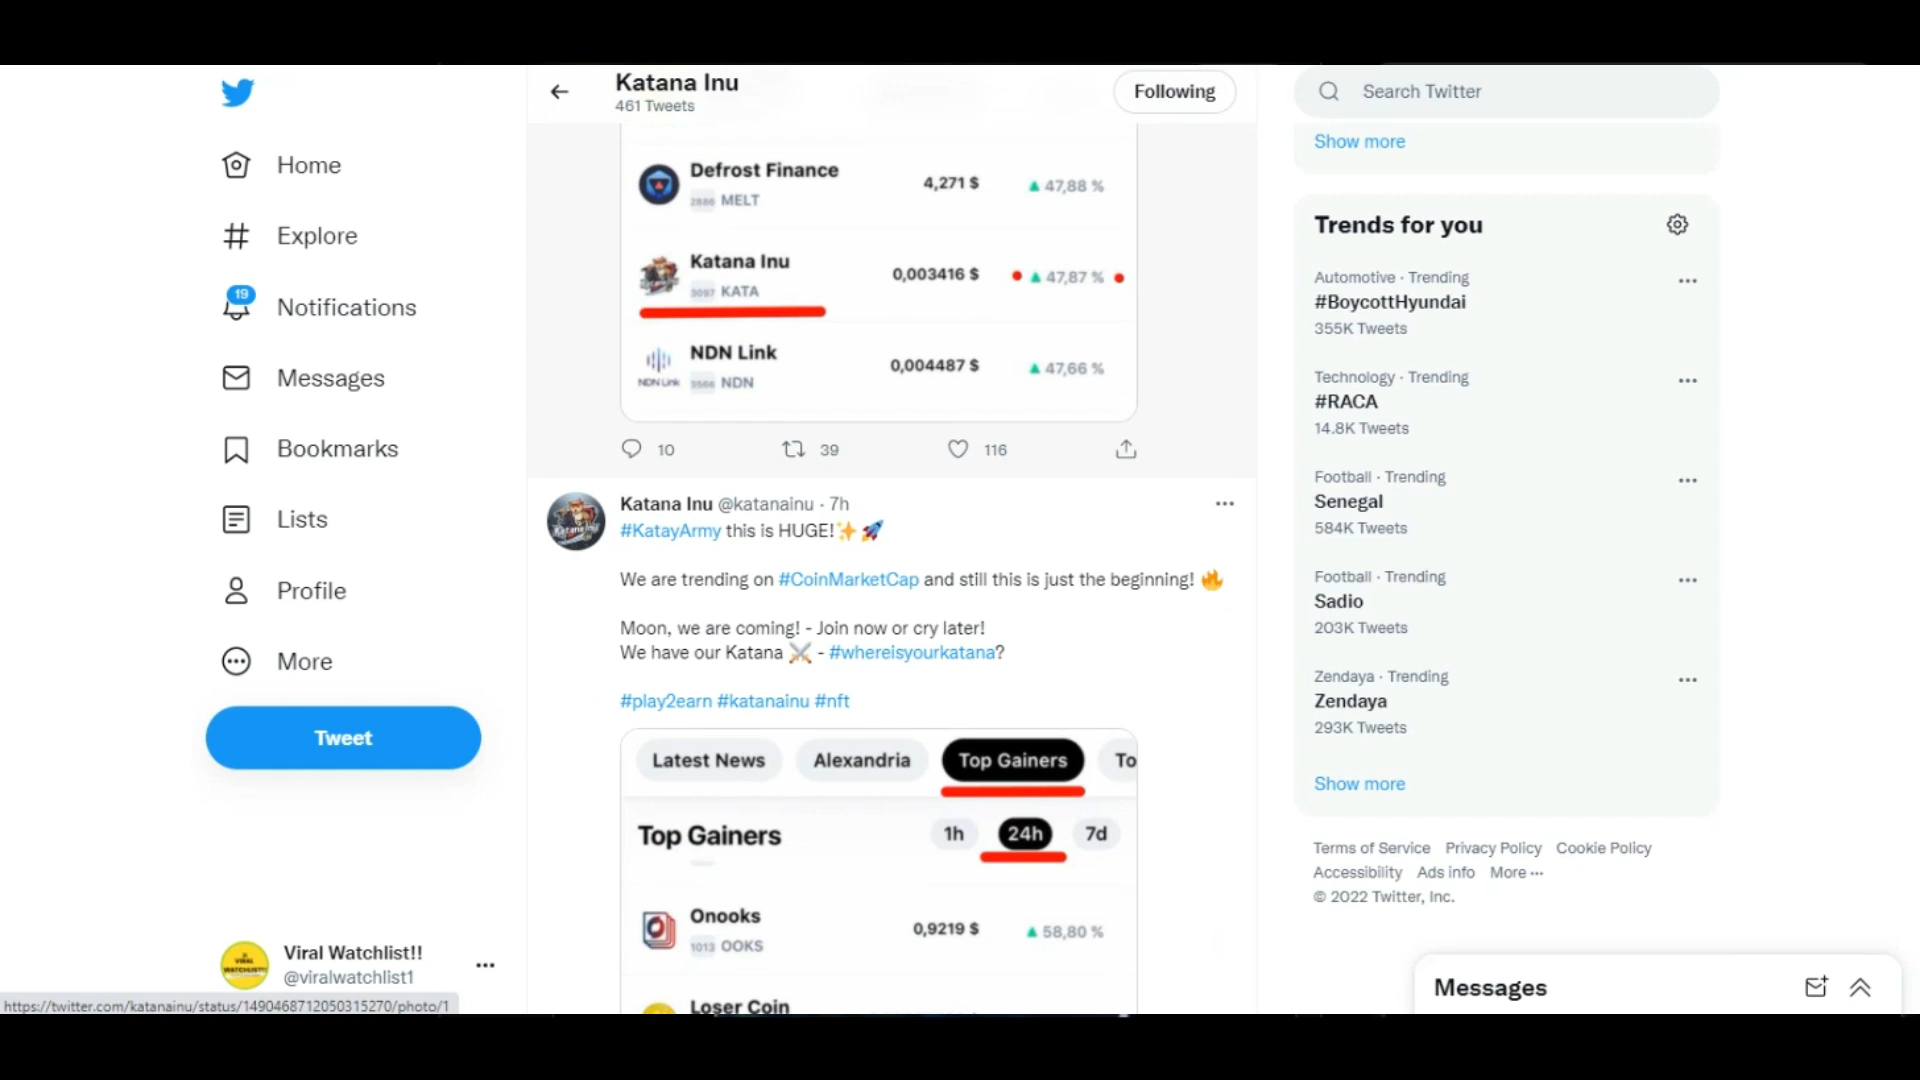 Home
Explore
19
Notifications
Messages
Bookmarks
Lists
Profile
More
Tweet
Viral Watchlist!!
@viralwatchlist1
https://twitter.com/katanainu/status/1490468712050315270/photo/1
Katana Inu
461 Tweets
Following
Defrost Finance
4,271 $
47,88 %
2886 MELT
Katana Inu
0,003416 $
47,87 %
3097 KATA
NDN Link
0,004487 $
47,66 %
NDN Link
3566 NDN
10
39
116
Katana Inu @katanainu · 7h
#KatayArmy this is HUGE!✨🚀
We are trending on #CoinMarketCap and still this is just the beginning! 🔥
Moon, we are coming! - Join now or cry later!
We have our Katana ⚔️ - #whereisyourkatana?
#play2earn #katanainu #nft
Latest News
Alexandria
Top Gainers
To
Top Gainers
1h
24h
7d
Onooks
0,9219 $
58,80 %
1013 OOKS
Loser Coin
Search Twitter
Show more
Trends for you
Automotive · Trending
#BoycottHyundai
355K Tweets
Technology · Trending
#RACA
14.8K Tweets
Football · Trending
Senegal
584K Tweets
Football · Trending
Sadio
203K Tweets
Zendaya · Trending
Zendaya
293K Tweets
Show more
Terms of Service Privacy Policy Cookie Policy
Accessibility Ads info More ···
© 2022 Twitter, Inc.
Messages